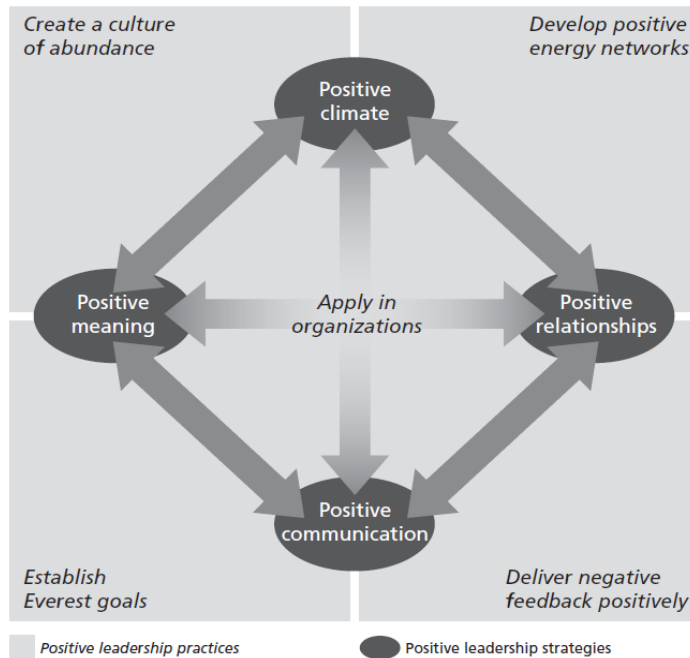 Create a culture
of abundance
Develop positive
energy networks
Positive
climate
Positive
meaning
Apply in
organizations
Positive
relationships
Positive
communication
Establish
Everest goals
Deliver negative
feedback positively
Positive leadership practices
Positive leadership strategies